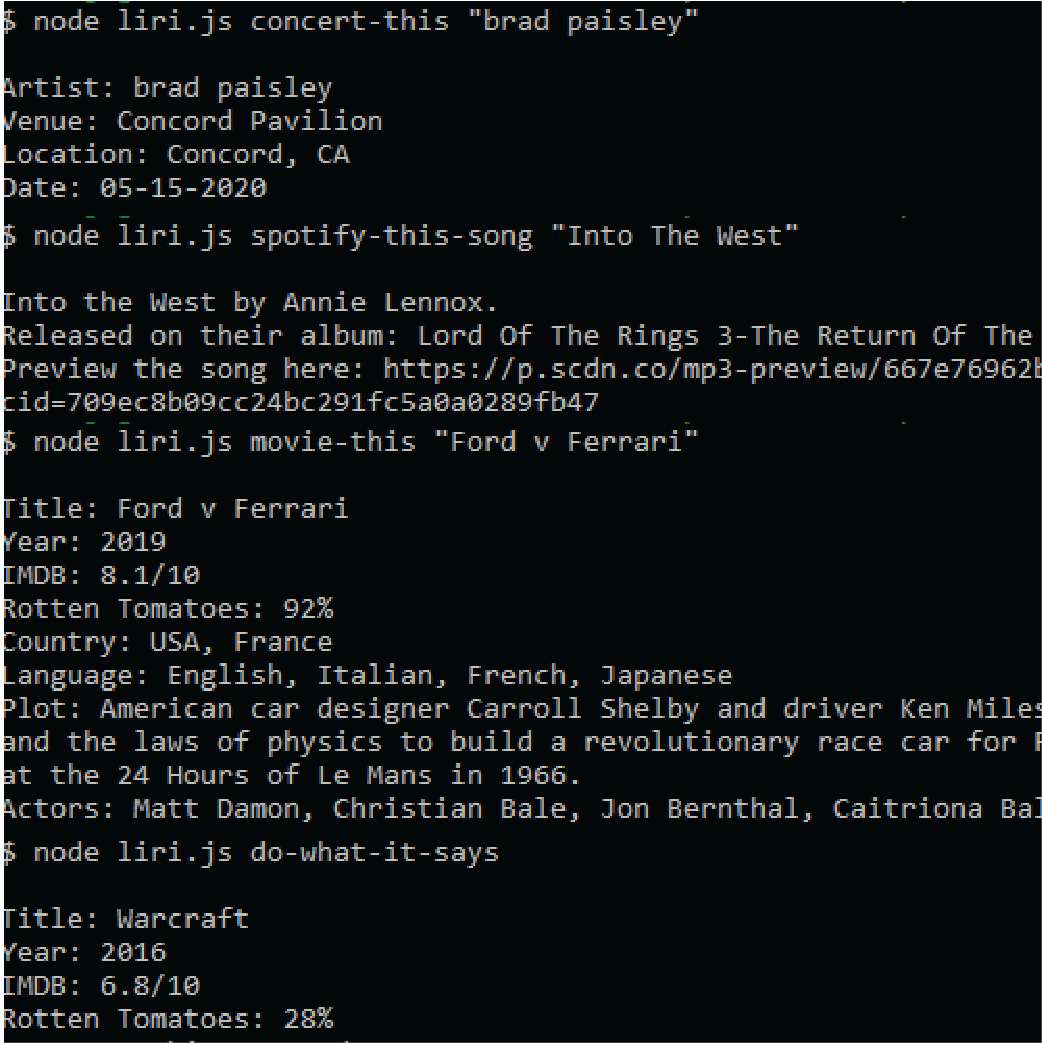 $ node liri.js concert-this "brad paisley"
Artist: brad paisley
Venue: Concord Pavilion
Location: Concord, CA
Date: 05-15-2020
$ node liri.js spotify-this-song "Into The West"
Into the West by Annie Lennox.
Released on their album: Lord Of The Rings 3-The Return Of The
Preview the song here: https://p.scdn.co/mp3-preview/667e76962b
cid=709ec8b09cc24bc291fc5a0a0289fb47
$ node liri.js movie-this "Ford v Ferrari"
Title: Ford v Ferrari
Year: 2019
IMDB: 8.1/10
Rotten Tomatoes: 92%
Country: USA, France
Language: English, Italian, French, Japanese
Plot: American car designer Carroll Shelby and driver Ken Miles
and the laws of physics to build a revolutionary race car for
at the 24 Hours of Le Mans in 1966.
Actors: Matt Damon, Christian Bale, Jon Bernthal, Caitriona Bal
$ node liri.js do-what-it-says
Title: Warcraft
Year: 2016
IMDB: 6.8/10
Rotten Tomatoes: 28%